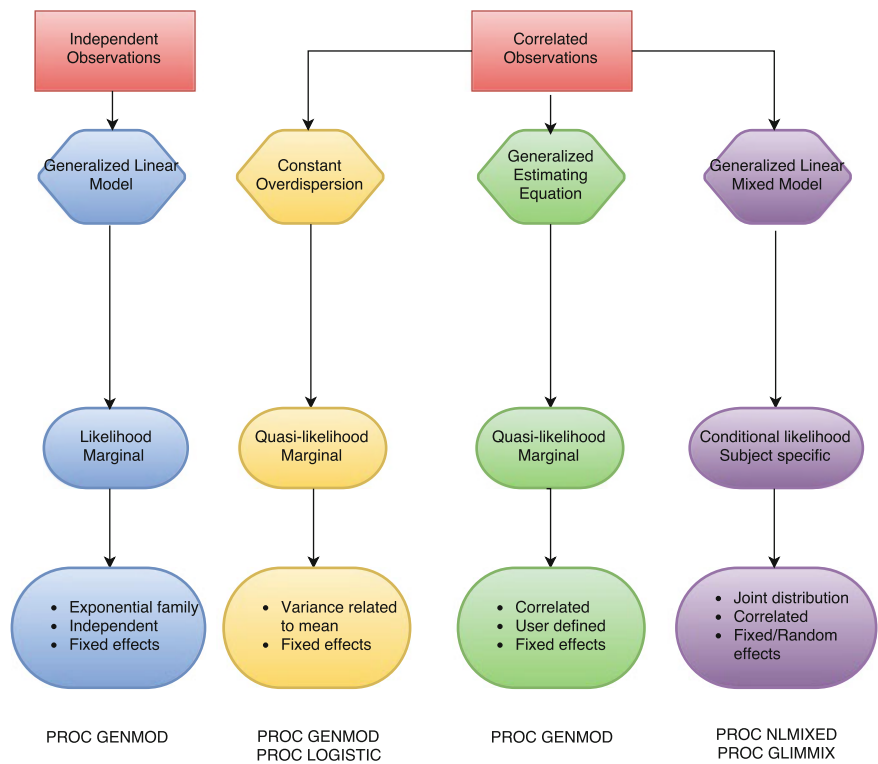 Independent
Observations
Correlated
Observations
Generalized Linear
Model
Constant
Overdispersion
Generalized
Estimating
Equation
Generalized Linear
Mixed Model
Likelihood
Marginal
Quasi-likelihood
Marginal
Quasi-likelihood
Marginal
Conditional likelihood
Subject specific
• Exponential family
• Independent
• Fixed effects
• Variance related
to mean
• Fixed effects
• Correlated
• User defined
• Fixed effects
• Joint distribution
• Correlated
• Fixed/Random
effects
PROC GENMOD
PROC GENMOD
PROC LOGISTIC
PROC GENMOD
PROC NLMIXED
PROC GLIMMIX